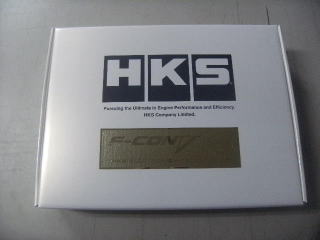 HKS
Pursuing the Ultimate in Engine Performance and Efficiency.
HKS Company Limited.
F-CON